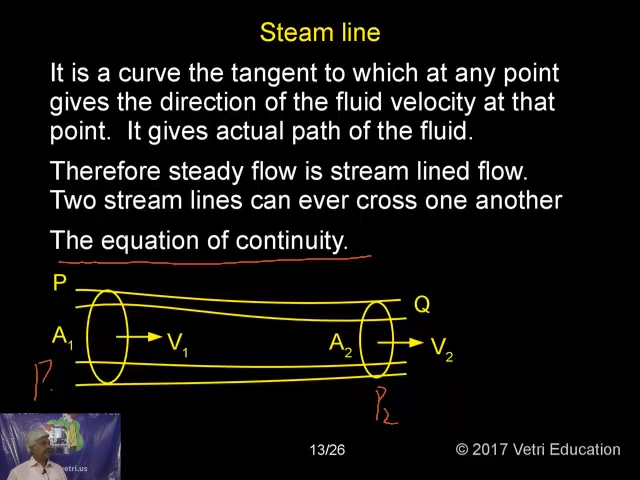 Steam line
It is a curve the tangent to which at any point
gives the direction of the fluid velocity at that
point. It gives actual path of the fluid.
Therefore steady flow is stream lined flow.
Two stream lines can ever cross one another
The equation of continuity.
P
Q
A1
V1
A2
V2
P
P2
vetri.us
13/26
© 2017 Vetri Education